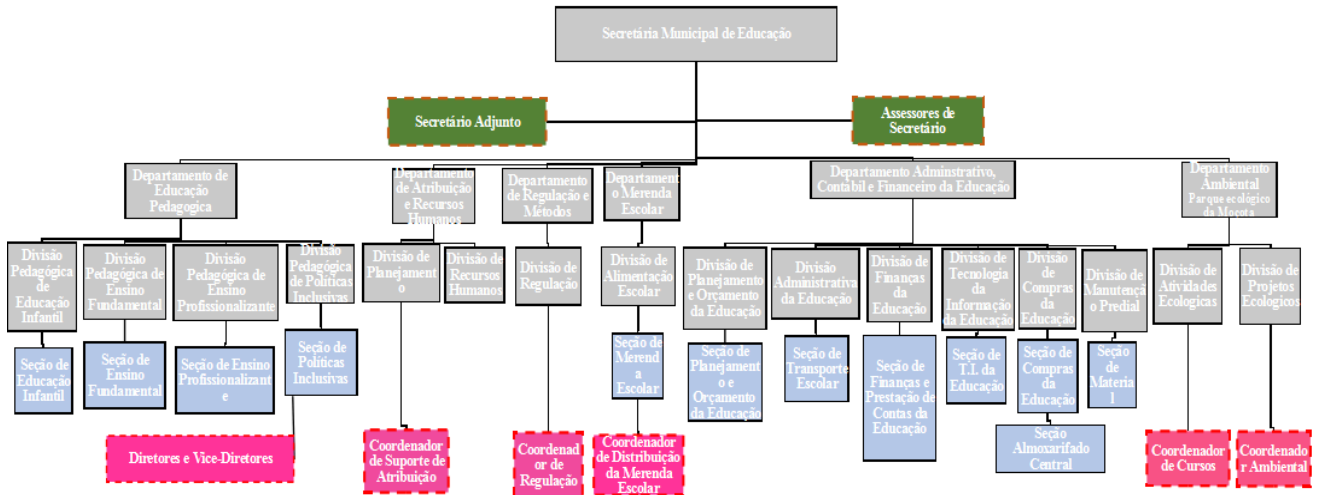 Secretária Municipal de Educação
Secretário Adjunto
Assessores de
Secretário
Departamento de
Educação
Pedagogica
Departamento
de Atribuição
e Recursos
Humanos
Departamento
de Regulação e
Métodos
Departament
o Merenda
Escolar
Departamento Adminstrativo,
Contábil e Financeiro da Educação
Departamento
Ambiental
Parque ecológico
da Moçota
Divisão
Pedagógica
de
Educação
Infantil
Divisão
Pedagógica de
Ensino
Fundamental
Divisão
Pedagógica de
Ensino
Profissionalizante
Divisão
Pedagógica
de Políticas
Inclusivas
Divisão de
Planejament
o
Divisão
de
Recursos
Humanos
Divisão de
Regulação
Divisão de
Alimentação
Escolar
Divisão de
Planejamento
e Orçamento
da Educação
Divisão
Administrativa
da Educação
Divisão de
Finanças
da
Educação
Divisão de
Tecnologia
da
Informação
da Educação
Divisão
de
Compras
da
Educação
Divisão de
Manutenção
Predial
Divisão de
Atividades
Ecologicas
Divisão de
Projetos
Ecológicos
Seção de
Educação
Infantil
Seção de
Ensino
Fundamental
Seção de Ensino
Profissionalizant
e
Seção de
Políticas
Inclusivas
Seção de
Merend
a
Escolar
Seção de
Planejament
o e
Orçamento
da Educação
Seção de
Transporte
Escolar
Seção de
Finanças e
Prestação de
Contas da
Educação
Seção de
T.I. da
Educação
Seção de
Compras
da
Educação
Seção
de
Materia
l
Seção
Almoxarifado
Central
Diretores e Vice-Diretores
Coordenador
de Suporte de
Atribuição
Coordenad
or de
Regulação
Coordenador
de Distribuição
da Merenda
Escolar
Coordenador
de Cursos
Coordenado
r Ambiental